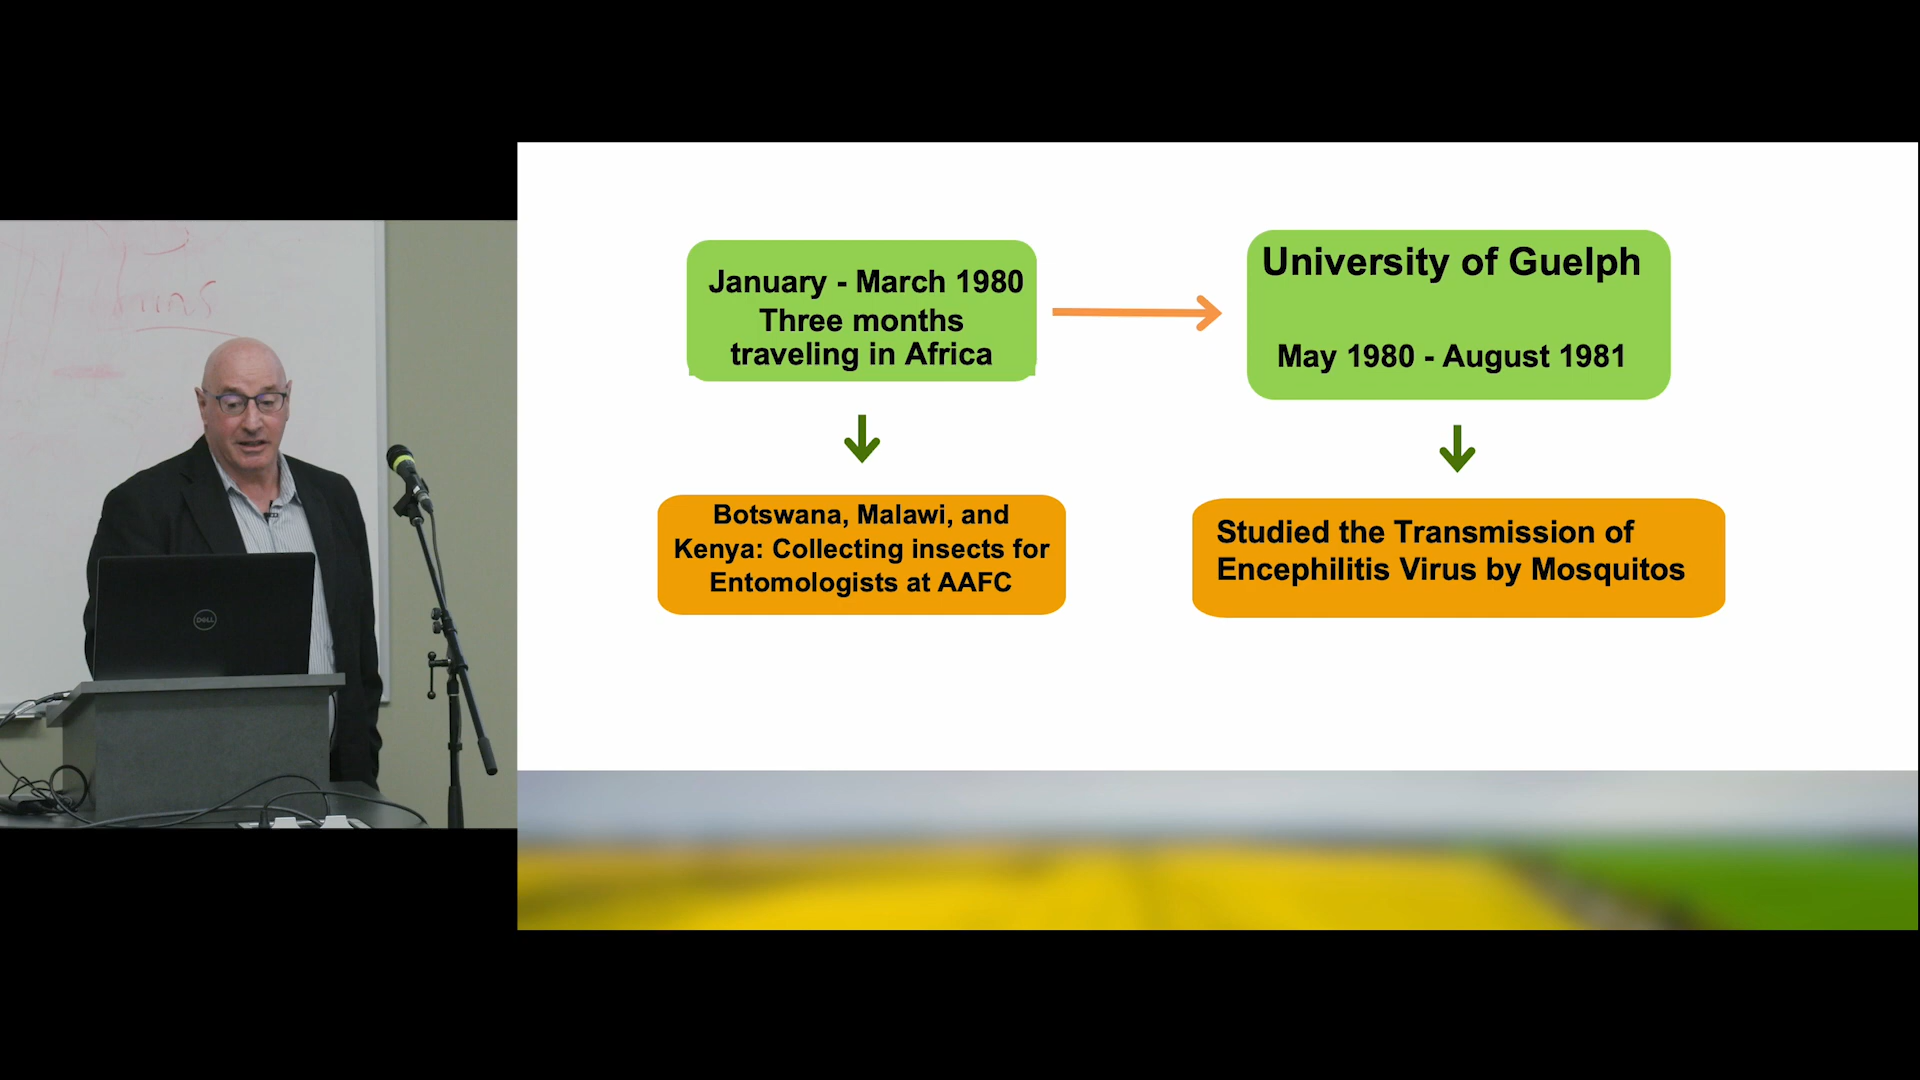 January - March 1980
Three months
traveling in Africa
University of Guelph
May 1980 - August 1981
Botswana, Malawi, and
Kenya: Collecting insects for
Entomologists at AAFC
Studied the Transmission of
Encephilitis Virus by Mosquitos
DELL